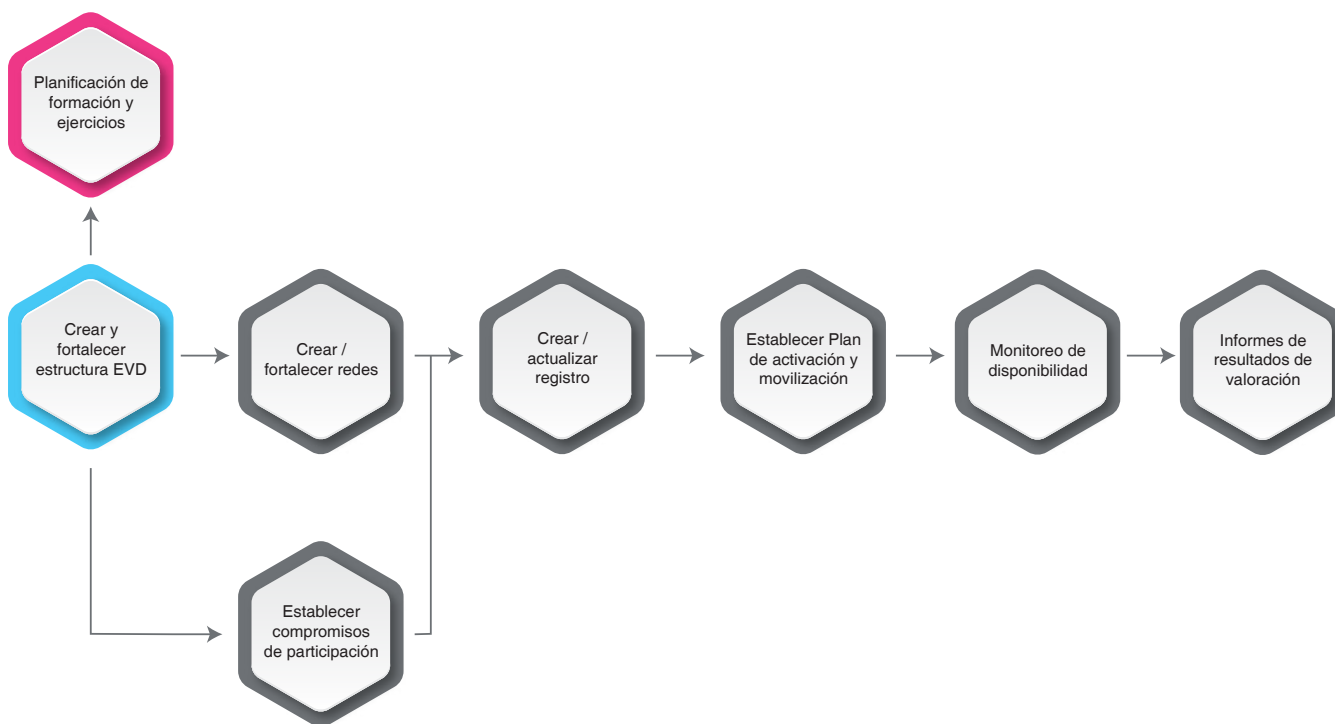 Planificación de
formación y
ejercicios
Crear y
fortalecer
estructura EVD
Crear /
fortalecer redes
Crear /
actualizar
registro
Establecer Plan
de activación y
movilización
Monitoreo de
disponibilidad
Informes de
resultados de
valoración
Establecer
compromisos
de participación